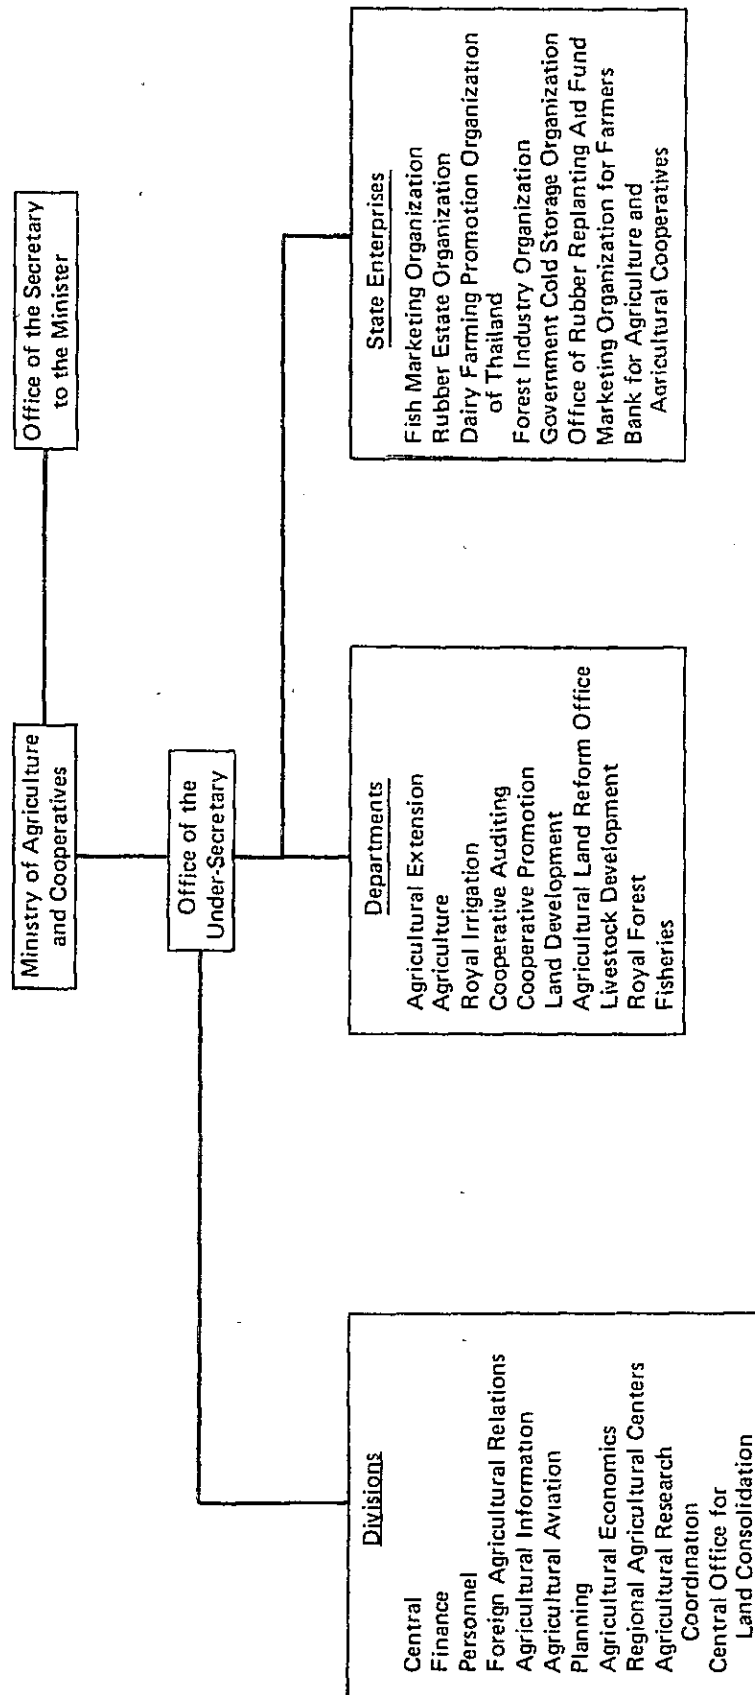 Ministry of Agriculture
and Cooperatives
Office of the Secretary
to the Minister
Office of the
Under-Secretary
Divisions
Central
Finance
Personnel
Foreign Agricultural Relations
Agricultural Information
Agricultural Aviation
Planning
Agricultural Economics
Regional Agricultural Centers
Agricultural Research
Coordination
Central Office for
Land Consolidation
Departments
Agricultural Extension
Agriculture
Royal Irrigation
Cooperative Auditing
Cooperative Promotion
Land Development
Agricultural Land Reform Office
Livestock Development
Royal Forest
Fisheries
State Enterprises
Fish Marketing Organization
Rubber Estate Organization
Dairy Farming Promotion Organization
of Thailand
Forest Industry Organization
Government Cold Storage Organization
Office of Rubber Replanting Aid Fund
Marketing Organization for Farmers
Bank for Agriculture and
Agricultural Cooperatives